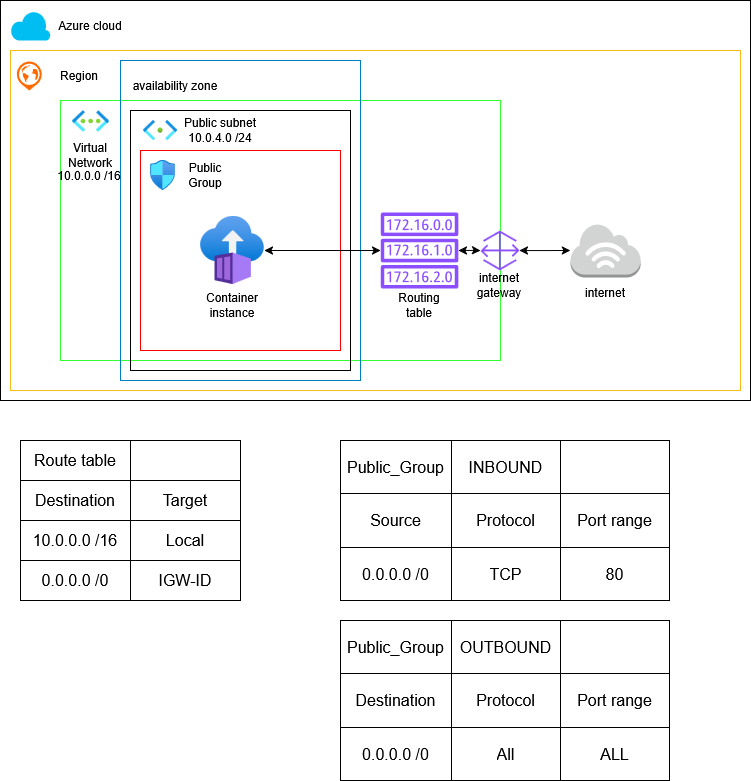 Azure cloud
Region
availability zone
Public subnet
10.0.4.0 /24
Virtual
Network
10.0.0.0 /16
Public
Group
172.16.0.0
172.16.1.0
172.16.2.0
Container
instance
Routing
table
internet
gateway
internet
Route table
Destination Target
10.0.0.0 /16 Local
0.0.0.0 /0 IGW-ID
Public_Group INBOUND
Source Protocol Port range
0.0.0.0 /0 TCP 80
Public_Group OUTBOUND
Destination Protocol Port range
0.0.0.0 /0 All ALL